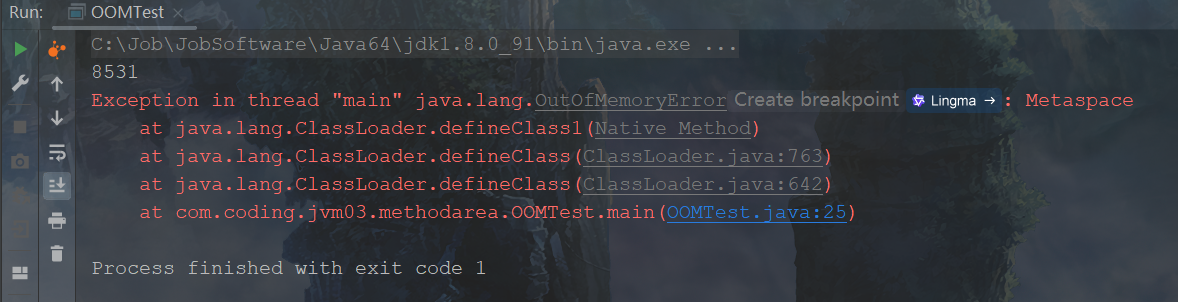 Run: OOMTest ×
C:\Job\JobSoftware\Java64\jdk1.8.0_91\bin\java.exe ...
8531
Exception in thread "main" java.lang.OutOfMemoryError Create breakpoint Lingma → : Metaspace
at java.lang.ClassLoader.defineClass1(Native Method)
at java.lang.ClassLoader.defineClass(ClassLoader.java:763)
at java.lang.ClassLoader.defineClass(ClassLoader.java:642)
at com.coding.jvm03.methodarea.OOMTest.main(OOMTest.java:25)
Process finished with exit code 1